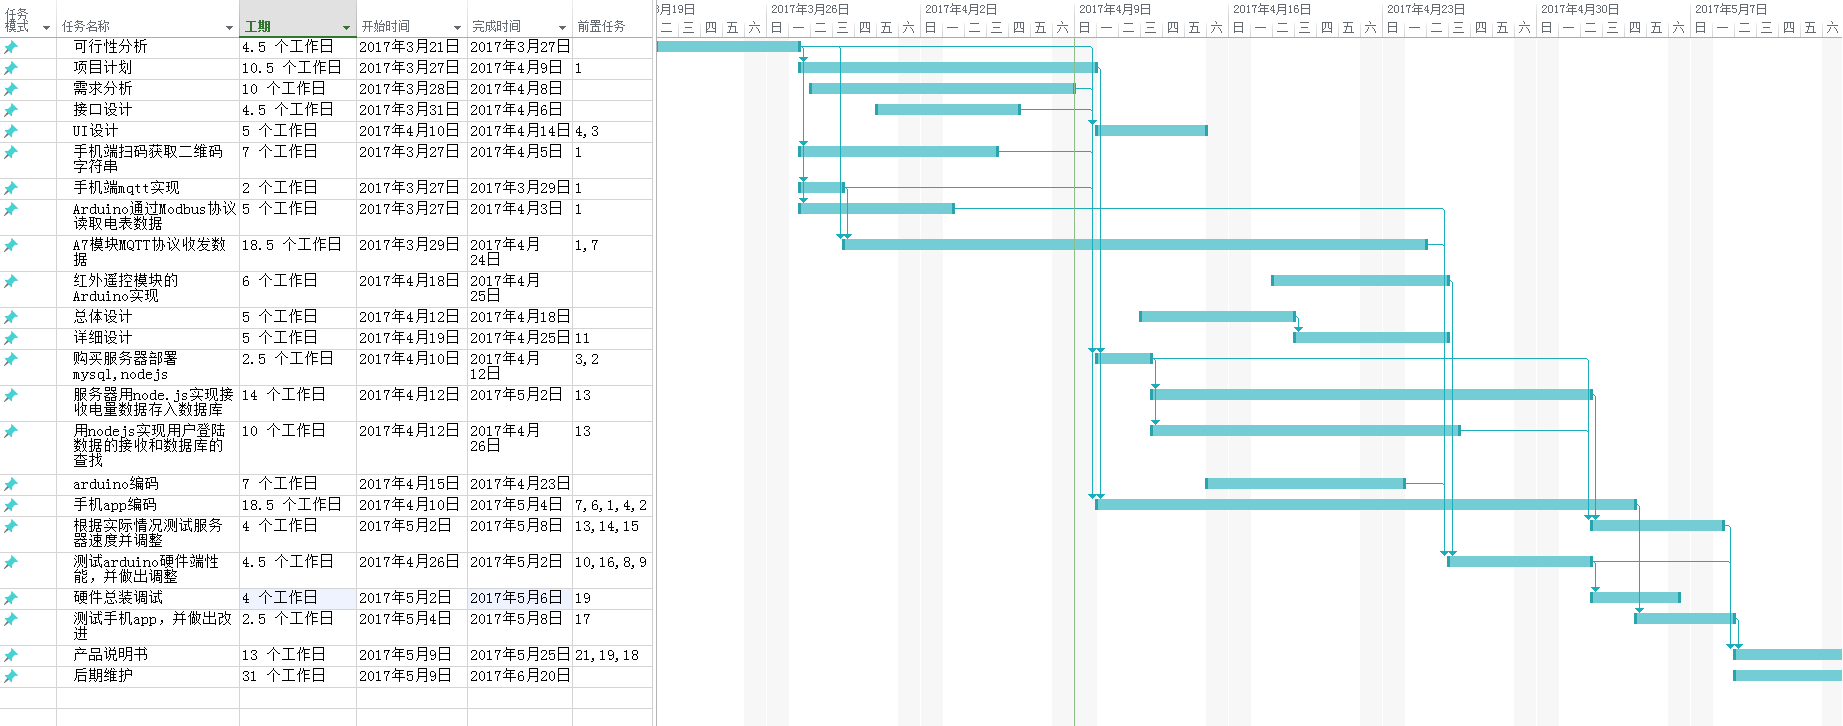 任务
模式 任务名称 工期 开始时间 完成时间 前置任务
3月19日 2017年3月26日 2017年4月2日 2017年4月9日 2017年4月16日 2017年4月23日 2017年4月30日 2017年5月7日
二 三 四 五 六 日 一 二 三 四 五 六 日 一 二 三 四 五 六 日 一 二 三 四 五 六 日 一 二 三 四 五 六 日 一 二 三 四 五 六 日 一 二 三 四 五 六 日 一 二 三 四 五 六
可行性分析 4.5 个工作日 2017年3月21日 2017年3月27日
项目计划 10.5 个工作日 2017年3月27日 2017年4月9日 1
需求分析 10 个工作日 2017年3月28日 2017年4月8日
接口设计 4.5 个工作日 2017年3月31日 2017年4月6日
UI设计 5 个工作日 2017年4月10日 2017年4月14日 4,3
手机端扫码获取二维码 7 个工作日 2017年3月27日 2017年4月5日 1
字符串
手机端mqtt实现 2 个工作日 2017年3月27日 2017年3月29日 1
Arduino通过Modbus协议 5 个工作日 2017年3月27日 2017年4月3日 1
读取电表数据
A7模块MQTT协议收发数 18.5 个工作日 2017年3月29日 2017年4月 1,7
据 24日
红外遥控模块的 6 个工作日 2017年4月18日 2017年4月
Arduino实现 25日
总体设计 5 个工作日 2017年4月12日 2017年4月18日
详细设计 5 个工作日 2017年4月19日 2017年4月25日 11
购买服务器部署 2.5 个工作日 2017年4月10日 2017年4月 3,2
mysql,nodejs 12日
服务器用node.js实现接 14 个工作日 2017年4月12日 2017年5月2日 13
收电量数据存入数据库
用nodejs实现用户登陆 10 个工作日 2017年4月12日 2017年4月 13
数据的接收和数据库的 26日
查找
arduino编码 7 个工作日 2017年4月15日 2017年4月23日
手机app编码 18.5 个工作日 2017年4月10日 2017年5月4日 7,6,1,4,2
根据实际情况测试服务 4 个工作日 2017年5月2日 2017年5月8日 13,14,15
器速度并调整
测试arduino硬件端性 4.5 个工作日 2017年4月26日 2017年5月2日 10,16,8,9
能，并做出调整
硬件总装调试 4 个工作日 2017年5月2日 2017年5月6日 19
测试手机app，并做出改 2.5 个工作日 2017年5月4日 2017年5月8日 17
进
产品说明书 13 个工作日 2017年5月9日 2017年5月25日 21,19,18
后期维护 31 个工作日 2017年5月9日 2017年6月20日